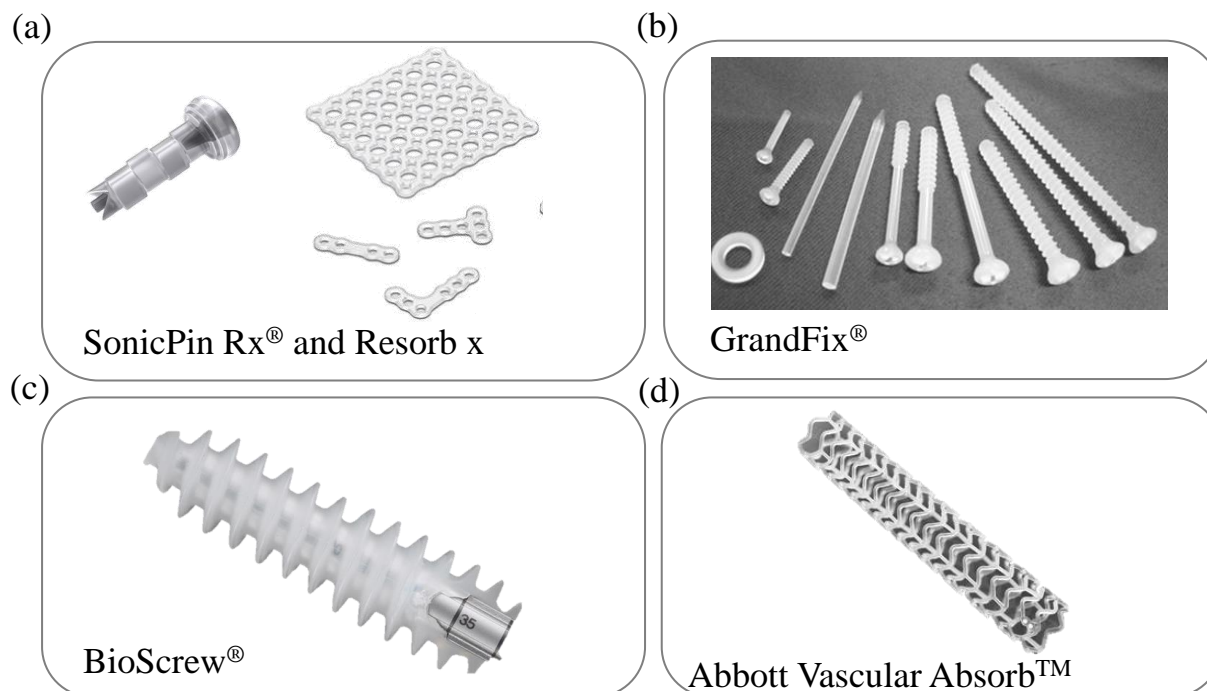 (a)
(b)
SonicPin Rx® and Resorb x
GrandFix®
(c)
(d)
35
BioScrew®
Abbott Vascular Absorb™